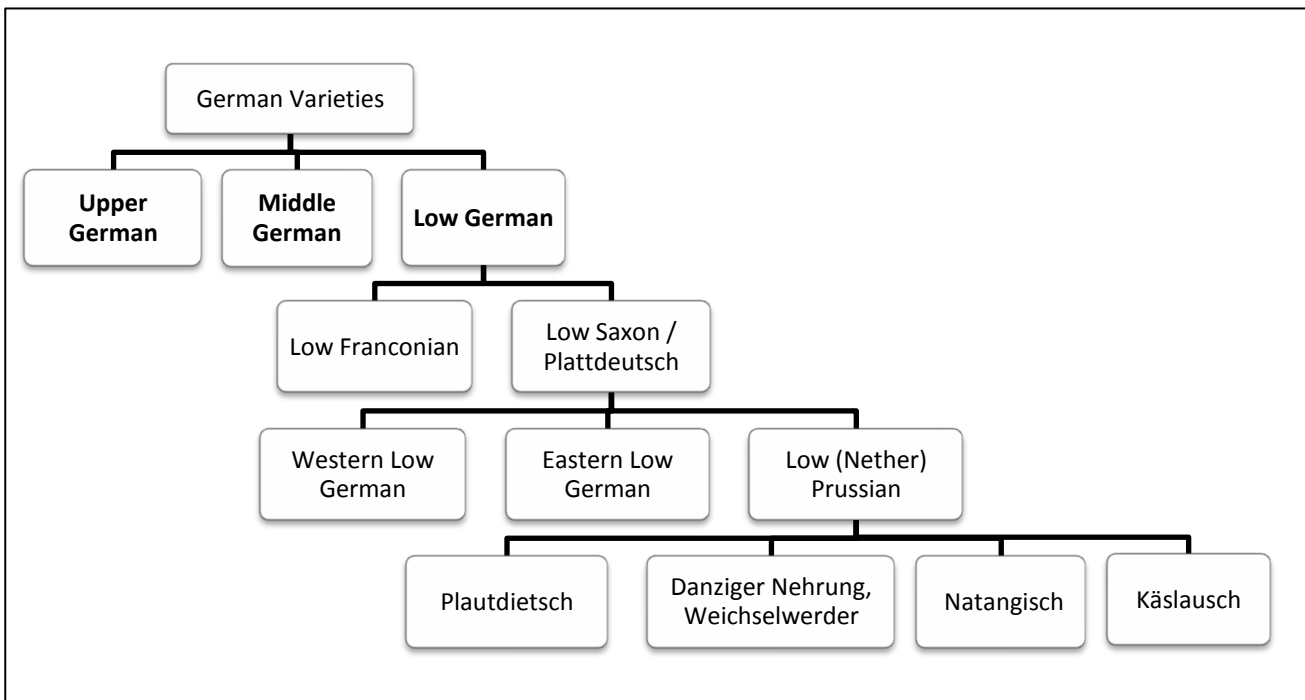 German Varieties
Upper
German
Middle
German
Low German
Low Franconian
Low Saxon /
Plattdeutsch
Western Low
German
Eastern Low
German
Low (Nether)
Prussian
Plautdietsch
Danziger Nehrung,
Weichselwerder
Natangisch
Käslausch